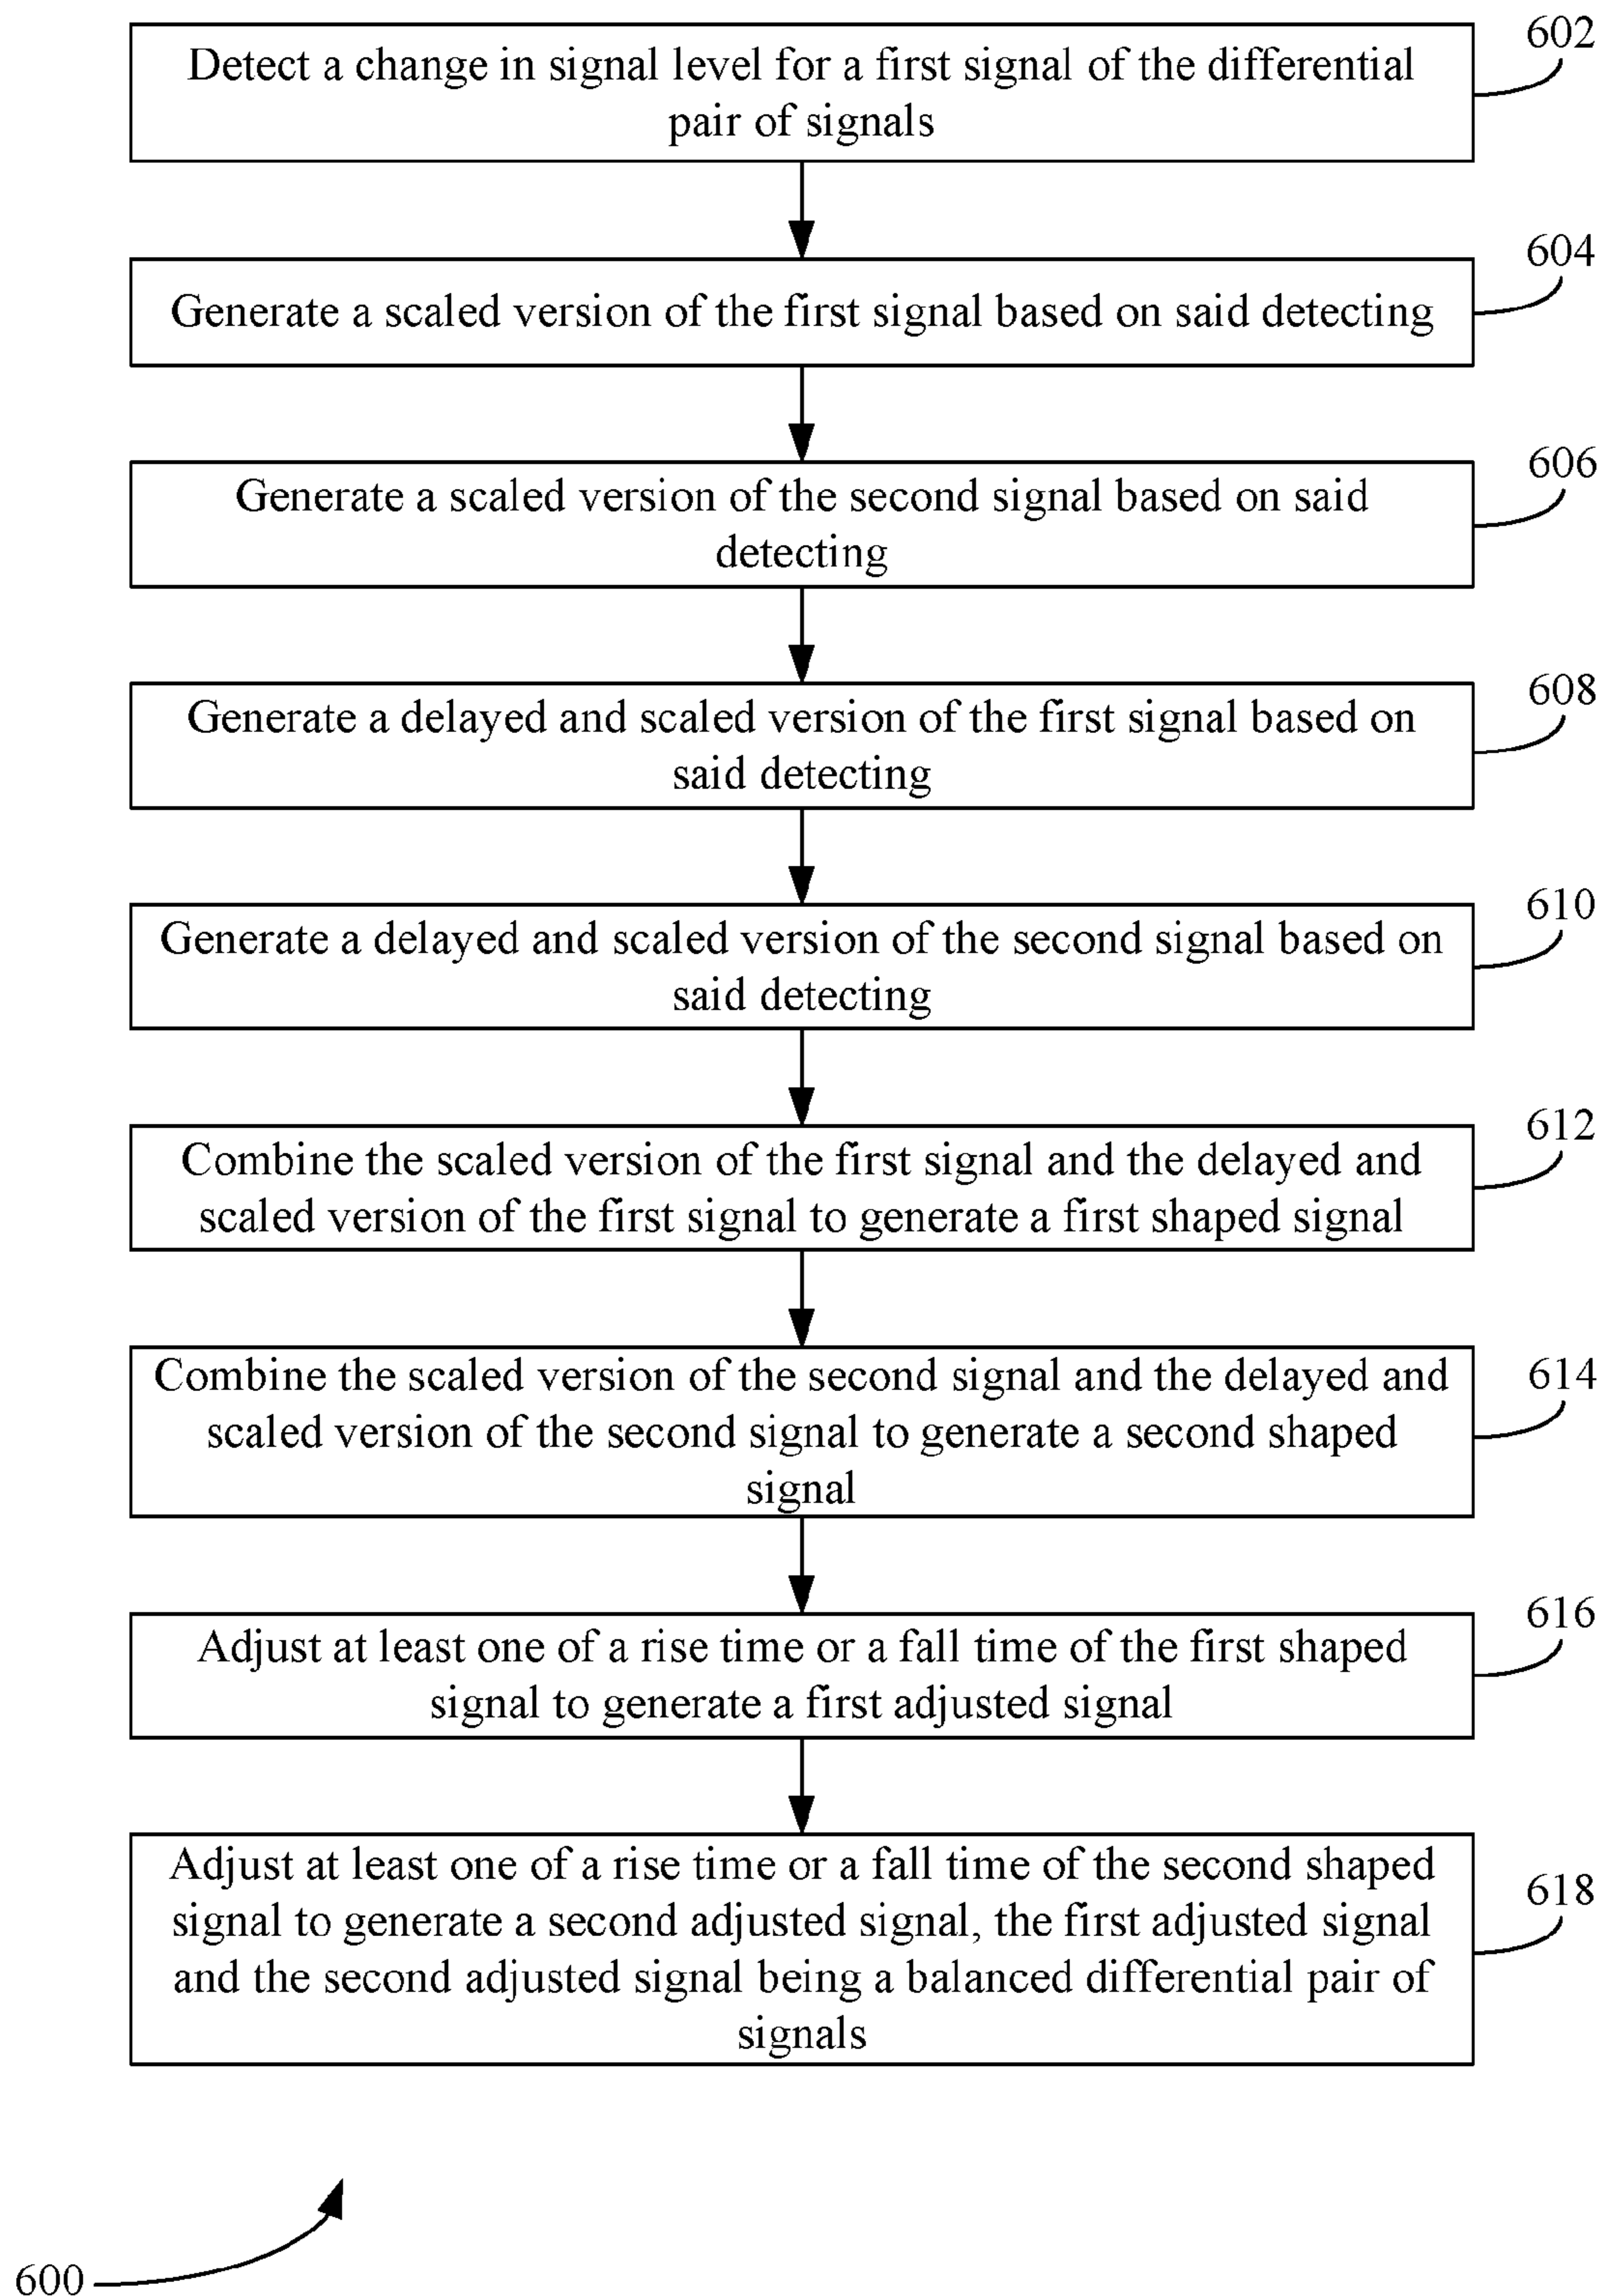 602
Detect a change in signal level for a first signal of the differential
pair of signals
604
Generate a scaled version of the first signal based on said detecting
606
Generate a scaled version of the second signal based on said
detecting
608
Generate a delayed and scaled version of the first signal based on
said detecting
610
Generate a delayed and scaled version of the second signal based on
said detecting
612
Combine the scaled version of the first signal and the delayed and
scaled version of the first signal to generate a first shaped signal
614
Combine the scaled version of the second signal and the delayed and
scaled version of the second signal to generate a second shaped
signal
616
Adjust at least one of a rise time or a fall time of the first shaped
signal to generate a first adjusted signal
618
Adjust at least one of a rise time or a fall time of the second shaped
signal to generate a second adjusted signal, the first adjusted signal
and the second adjusted signal being a balanced differential pair of
signals
600